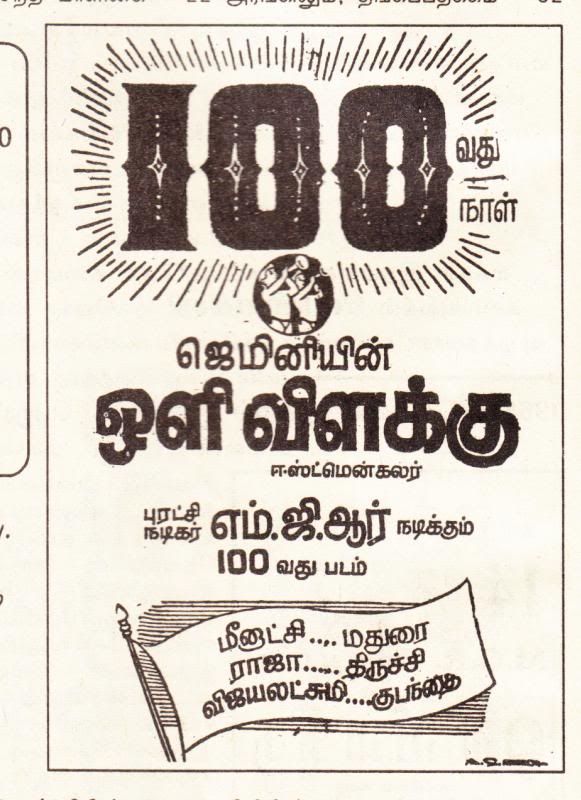 100
வது
நாள்
ஜெமினியின்
ஒளி விளக்கு
ஈஸ்ட்மென்கலர்
புரட்சி
நடிகர் எம்.ஜி.ஆர் நடிக்கும்
100 வது படம்
மீனாட்சி.... மதுரை
ராஜா..... திருச்சி
விஜயலட்சுமி....குடந்தை